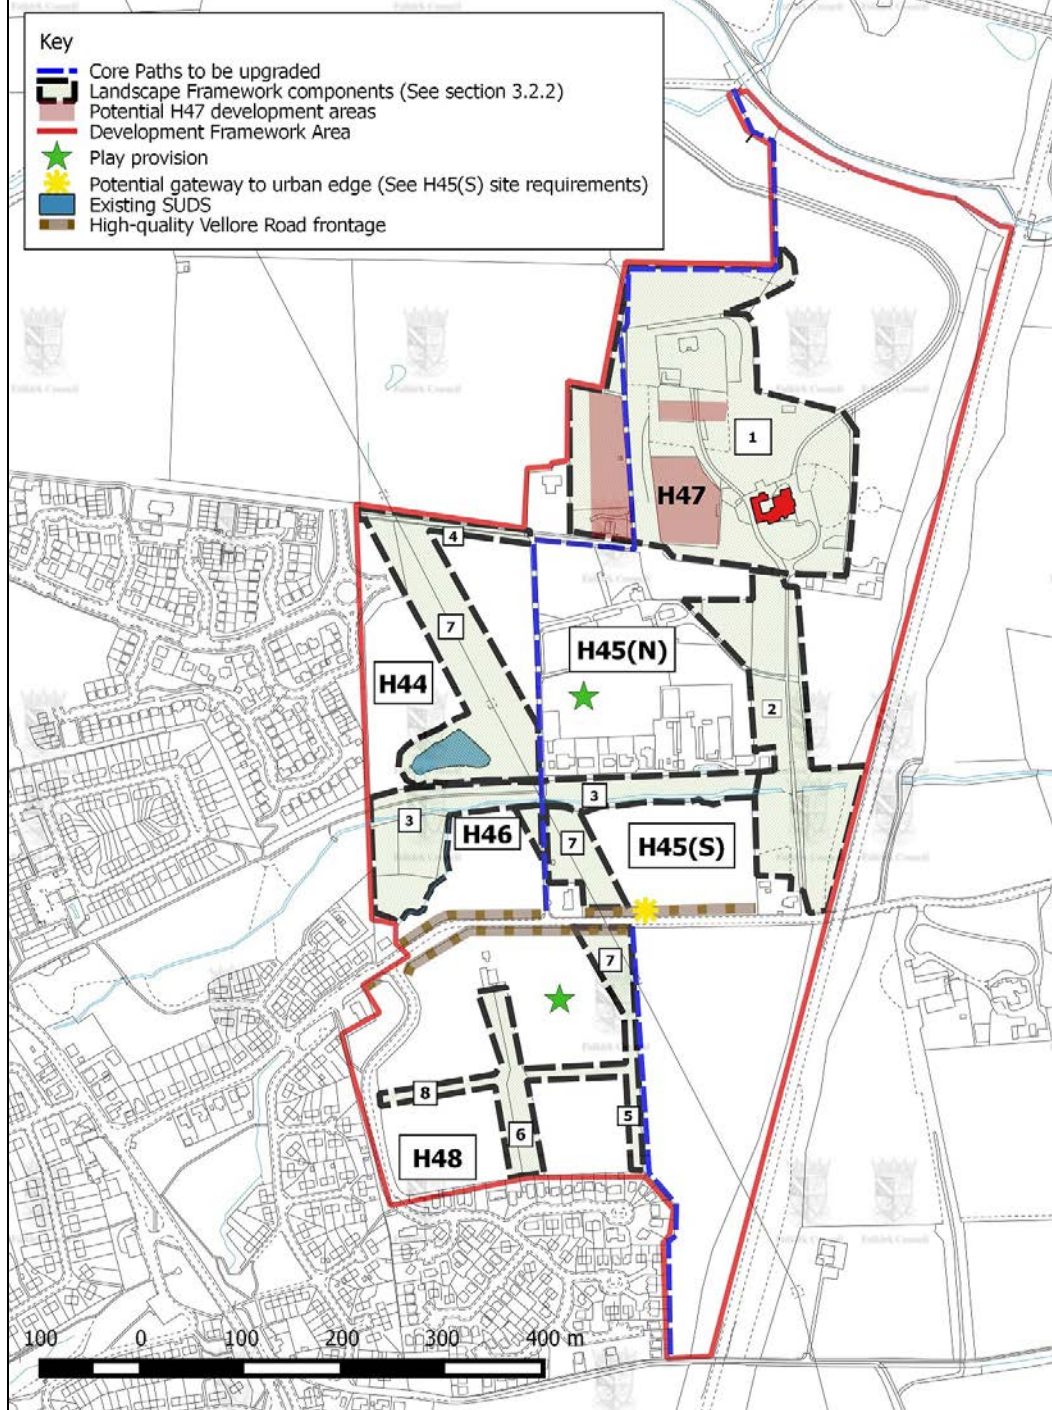 Key
Core Paths to be upgraded
Landscape Framework components (See section 3.2.2)
Potential H47 development areas
Development Framework Area
Play provision
Potential gateway to urban edge (See H45(S) site requirements)
Existing SUDS
High-quality Vellore Road frontage
1
H47
4
7
H45(N)
H44
2
3
3
H46
7
H45(S)
7
8
5
6
H48
100 0 100 200 300 400 m
Falkirk Council